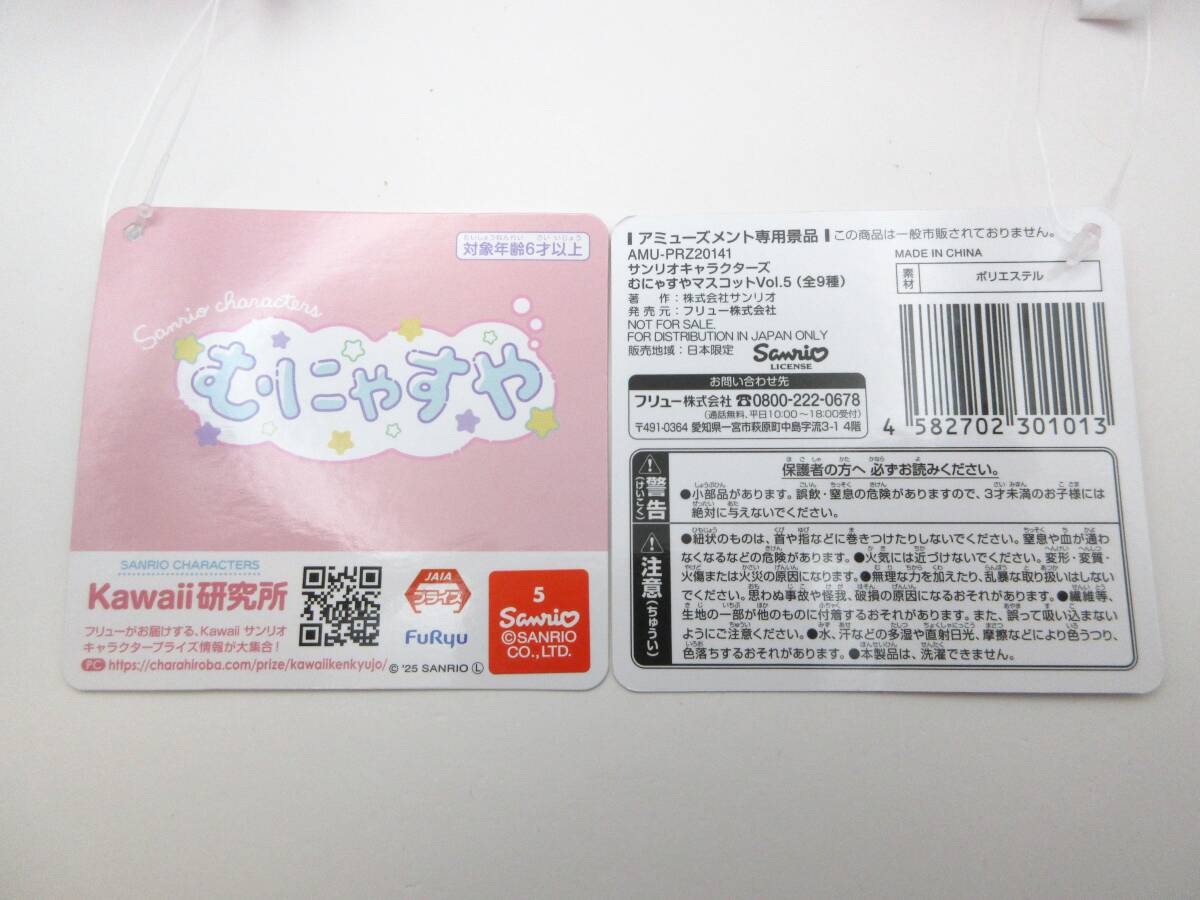 対象年齢6才以上
Sanrio characters
むにゃすや
SANRIO CHARACTERS
Kawaii研究所
フリューがお届けする、Kawaii サンリオ
キャラクタープライズ情報が大集合！
PC https://charahiroba.com/prize/kawaiikenkyujo/
JAIA
プライズ
FuRyu
© '25 SANRIO Ⓛ
5
Sanrio
©SANRIO
CO., LTD.
アミューズメント専用景品 この商品は一般市販されておりません。
AMU-PRZ20141
サンリオキャラクターズ
むにゃすやマスコットVol.5（全9種）
著作：株式会社サンリオ
発売元：フリュー株式会社
NOT FOR SALE.
FOR DISTRIBUTION IN JAPAN ONLY
販売地域：日本限定
Sanrio
LICENSE
MADE IN CHINA
素材 ポリエステル
お問い合わせ先
フリュー株式会社 ☎0800-222-0678
（通話無料、平日10:00～18:00受付）
〒491-0364 愛知県一宮市萩原町中島字流3-1 4階
4 582702 301013
警告（けいこく）
保護者の方へ 必ずお読みください。
●小部品があります。誤飲・窒息の危険がありますので、3才未満のお子様には
絶対に与えないでください。
注意（ちゅうい）
●紐状のものは、首や指などに巻きつけたりしないでください。窒息や血が通わ
なくなるなどの危険があります。●火気には近づけないでください。変形・変質・
火傷または火災の原因になります。●無理な力を加えたり、乱暴な取り扱いはしない
でください。思わぬ事故や怪我、破損の原因になるおそれがあります。●繊維等、
生地の一部が他のものに付着するおそれがあります。また、誤って吸い込まない
ようにご注意ください。●水、汗などの多湿や直射日光、摩擦などにより色うつり、
色落ちするおそれがあります。●本製品は、洗濯できません。